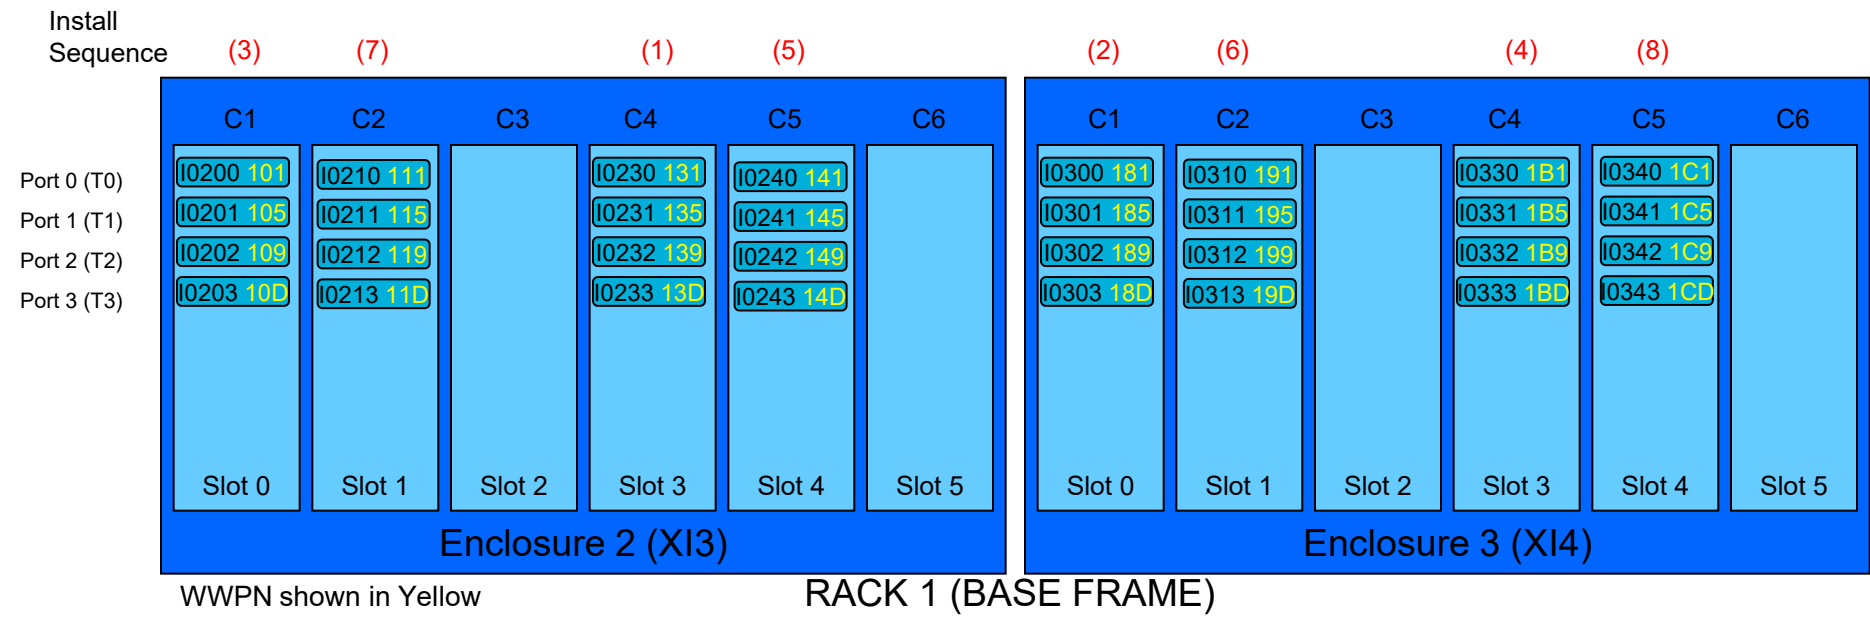 Install
Sequence
(3) (7) (1) (5) (2) (6) (4) (8)
C1 C2 C3 C4 C5 C6 C1 C2 C3 C4 C5 C6
Port 0 (T0) I0200 101 I0210 111 I0230 131 I0240 141 I0300 181 I0310 191 I0330 1B1 I0340 1C1
Port 1 (T1) I0201 105 I0211 115 I0231 135 I0241 145 I0301 185 I0311 195 I0331 1B5 I0341 1C5
Port 2 (T2) I0202 109 I0212 119 I0232 139 I0242 149 I0302 189 I0312 199 I0332 1B9 I0342 1C9
Port 3 (T3) I0203 10D I0213 11D I0233 13D I0243 14D I0303 18D I0313 19D I0333 1BD I0343 1CD
Slot 0 Slot 1 Slot 2 Slot 3 Slot 4 Slot 5 Slot 0 Slot 1 Slot 2 Slot 3 Slot 4 Slot 5
Enclosure 2 (XI3) Enclosure 3 (XI4)
WWPN shown in Yellow RACK 1 (BASE FRAME)